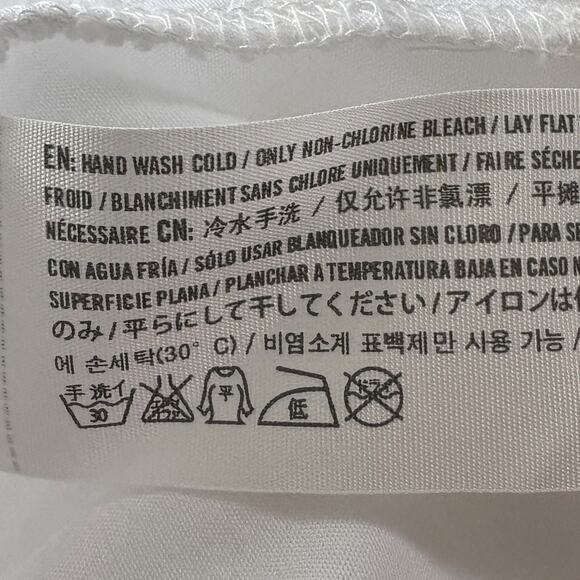 EN: HAND WASH COLD / ONLY NON-CHLORINE BLEACH / LAY FLAT
FROID / BLANCHIMENT SANS CHLORE UNIQUEMENT / FAIRE SÉCHE
NÉCESSAIRE CN: 冷水手洗 / 仅允许非氯漂 / 平摊
CON AGUA FRÍA / SÓLO USAR BLANQUEADOR SIN CLORO / PARA SE
SUPERFICIE PLANA / PLANCHAR A TEMPERATURA BAJA EN CASO N
のみ / 平らにして干してください / アイロンは
에 손세탁(30° C) / 비염소계 표백제만 사용 가능 /
手洗イ
30
平
低
ドライ